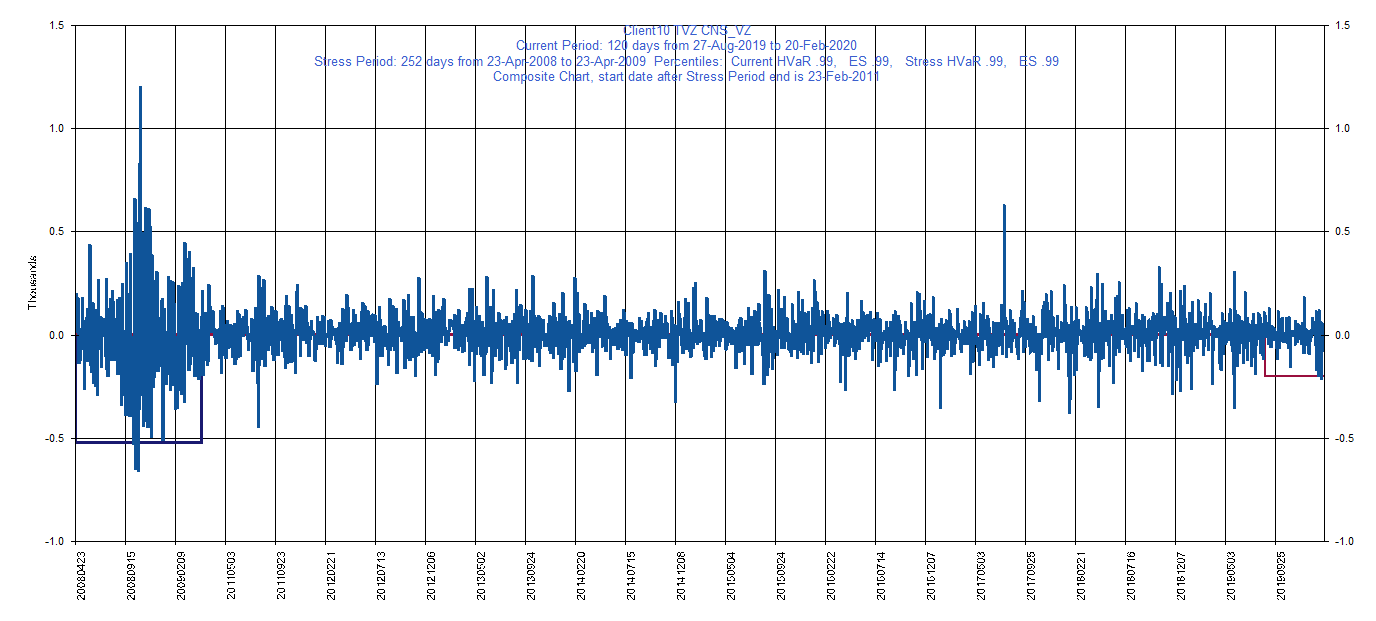 Client10 TVZ CNS_VZ
Current Period: 120 days from 27-Aug-2019 to 20-Feb-2020
Stress Period: 252 days from 23-Apr-2008 to 23-Apr-2009 Percentiles: Current HVaR .99, ES .99, Stress HVaR .99, ES .99
Composite Chart, start date after Stress Period end is 23-Feb-2011
1.5 1.5
1.0 1.0
0.5 0.5
Thousands
0.0 0.0
-0.5 -0.5
-1.0 -1.0
20080423 20080915 20090209 20110503 20110923 20120221 20120713 20121206 20130502 20130924 20140220 20140715 20141208 20150504 20150924 20160222 20160714 20161207 20170503 20170925 20180221 20180716 20181207 20190503 20190925